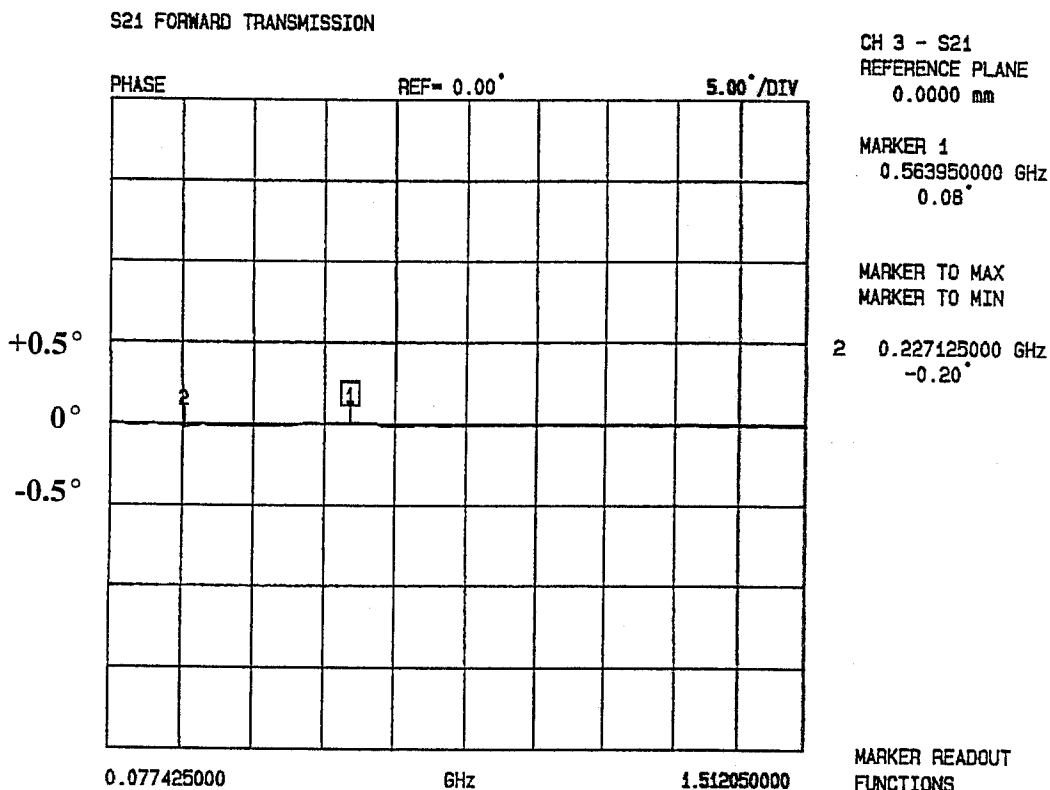 S21 FORWARD TRANSMISSION
CH 3 - S21
REFERENCE PLANE
0.0000 mm
PHASE REF= 0.00° 5.00°/DIV
MARKER 1
0.563950000 GHz
0.08°
MARKER TO MAX
MARKER TO MIN
2 0.227125000 GHz
-0.20°
+0.5°
2 1
0°
-0.5°
0.077425000 GHz 1.512050000
MARKER READOUT
FUNCTIONS